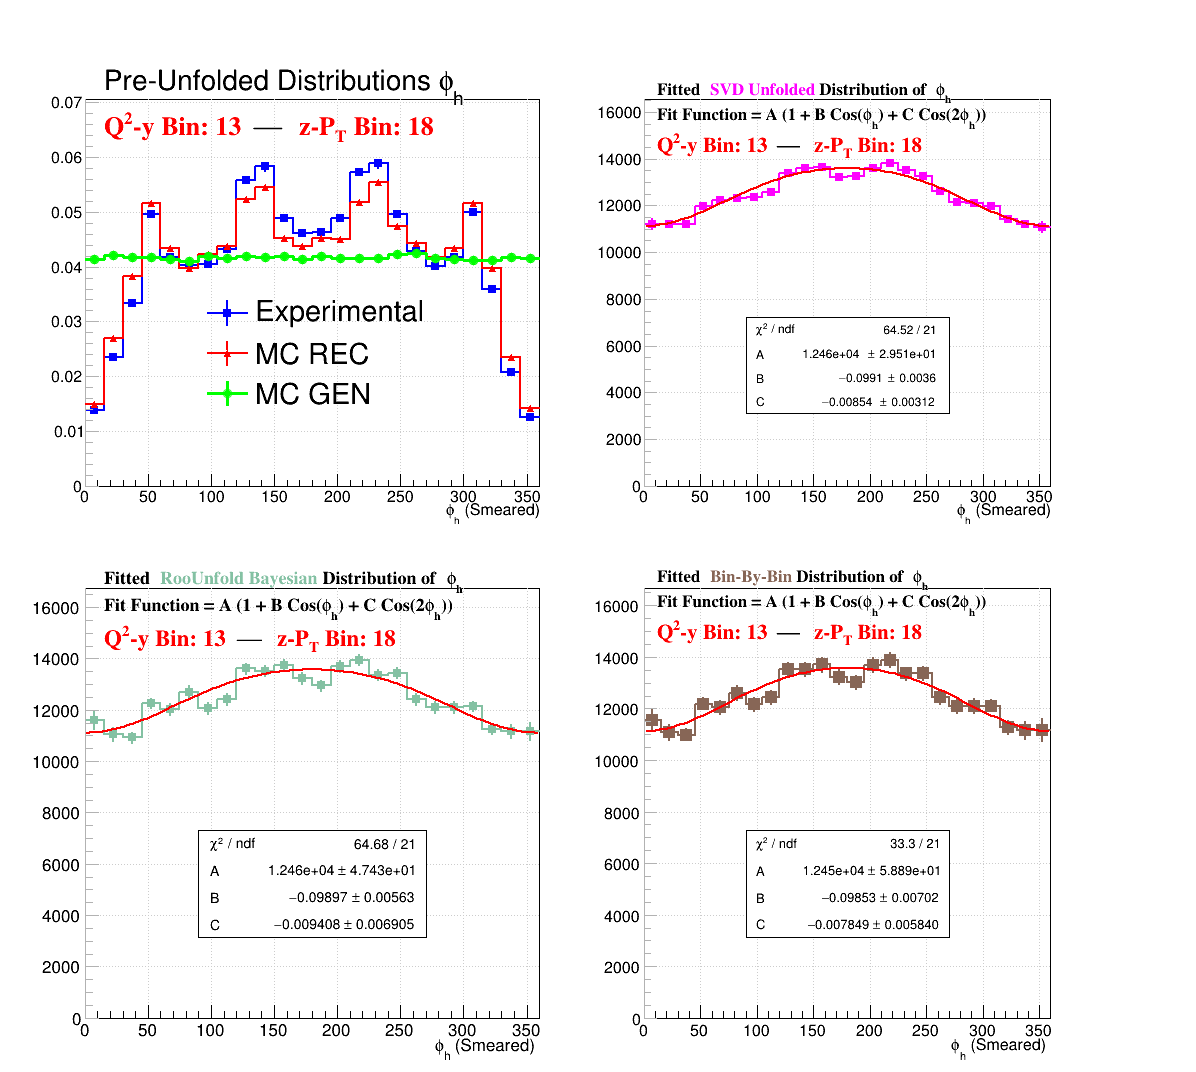 Pre-Unfolded Distributions ϕh
Q²-y Bin: 13 — z-PT Bin: 18
0.07
0.06
0.05
0.04
0.03
0.02
0.01
0
Experimental
MC REC
MC GEN
0 50 100 150 200 250 300 350
ϕh (Smeared)
Fitted SVD Unfolded Distribution of ϕh
Fit Function = A (1 + B Cos(ϕh) + C Cos(2ϕh))
Q²-y Bin: 13 — z-PT Bin: 18
16000
14000
12000
10000
8000
6000
4000
2000
0
χ² / ndf 64.52 / 21
A 1.246e+04 ± 2.951e+01
B −0.0991 ± 0.0036
C −0.00854 ± 0.00312
0 50 100 150 200 250 300 350
ϕh (Smeared)
Fitted RooUnfold Bayesian Distribution of ϕh
Fit Function = A (1 + B Cos(ϕh) + C Cos(2ϕh))
Q²-y Bin: 13 — z-PT Bin: 18
16000
14000
12000
10000
8000
6000
4000
2000
0
χ² / ndf 64.68 / 21
A 1.246e+04 ± 4.743e+01
B −0.09897 ± 0.00563
C −0.009408 ± 0.006905
0 50 100 150 200 250 300 350
ϕh (Smeared)
Fitted Bin-By-Bin Distribution of ϕh
Fit Function = A (1 + B Cos(ϕh) + C Cos(2ϕh))
Q²-y Bin: 13 — z-PT Bin: 18
16000
14000
12000
10000
8000
6000
4000
2000
0
χ² / ndf 33.3 / 21
A 1.245e+04 ± 5.889e+01
B −0.09853 ± 0.00702
C −0.007849 ± 0.005840
0 50 100 150 200 250 300 350
ϕh (Smeared)